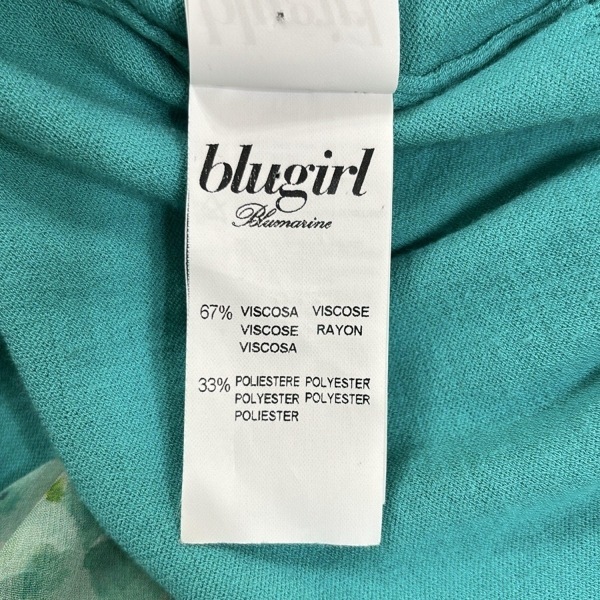 blugirl
Blumarine
67% VISCOSA VISCOSE
VISCOSE RAYON
VISCOSA
33% POLIESTERE POLYESTER
POLYESTER POLYESTER
POLIESTER